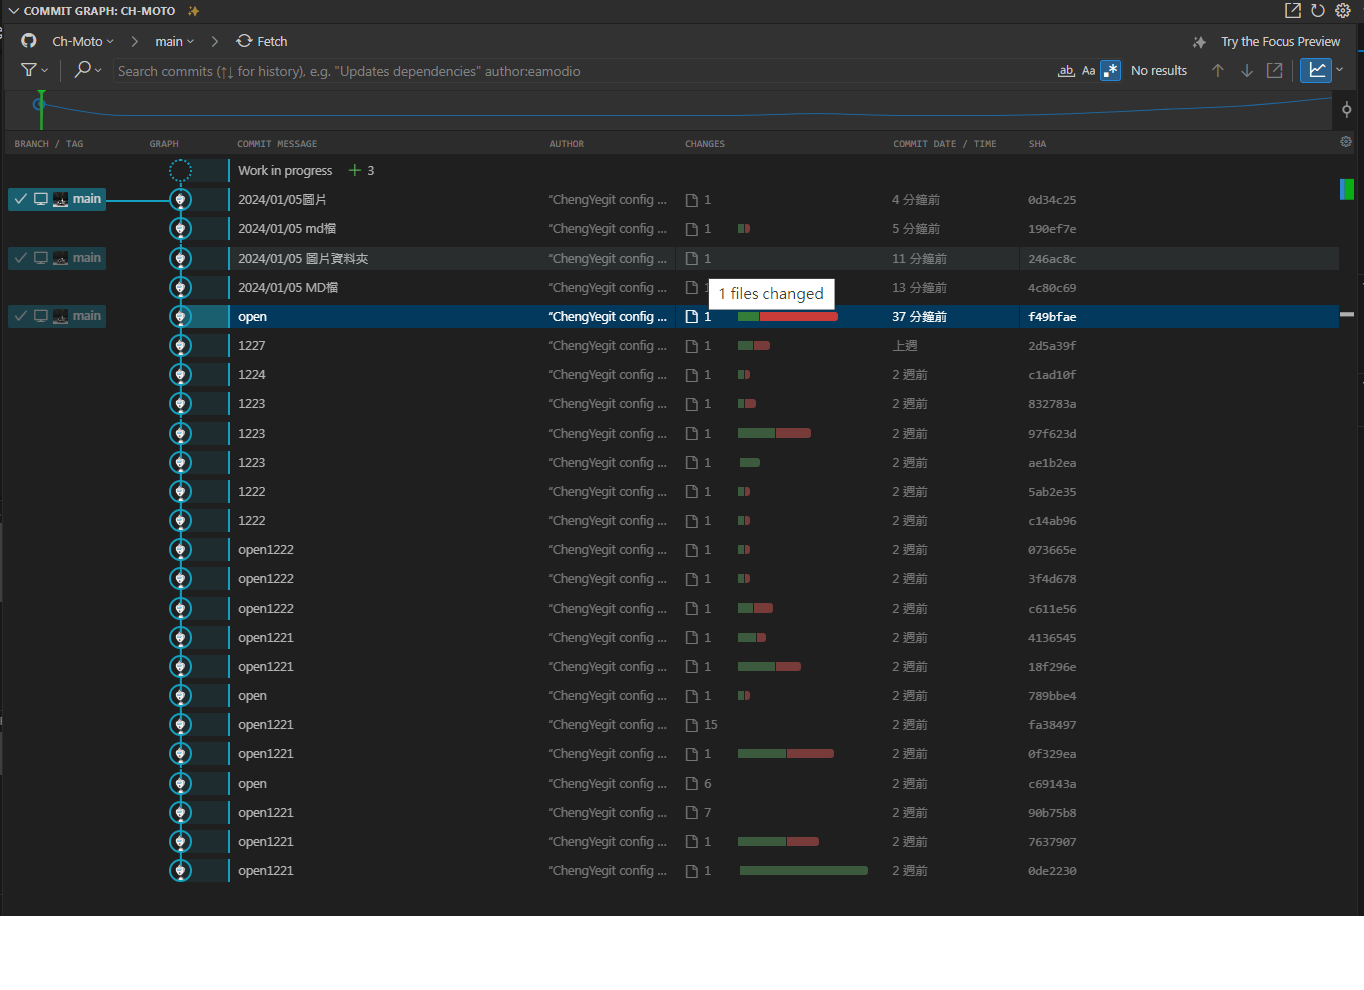 COMMIT GRAPH: CH-MOTO
Ch-Moto main Fetch Try the Focus Preview
Search commits (↑↓ for history), e.g. "Updates dependencies" author:eamodio ab Aa .* No results
BRANCH / TAG GRAPH COMMIT MESSAGE AUTHOR CHANGES COMMIT DATE / TIME SHA
Work in progress + 3
main 2024/01/05圖片 “ChengYegit config ... 1 4 分鐘前 0d34c25
2024/01/05 md檔 “ChengYegit config ... 1 5 分鐘前 190ef7e
main 2024/01/05 圖片資料夾 “ChengYegit config ... 1 11 分鐘前 246ac8c
2024/01/05 MD檔 “ChengYegit config ... 1 13 分鐘前 4c80c69
1 files changed
main open “ChengYegit config ... 1 37 分鐘前 f49bfae
1227 “ChengYegit config ... 1 上週 2d5a39f
1224 “ChengYegit config ... 1 2 週前 c1ad10f
1223 “ChengYegit config ... 1 2 週前 832783a
1223 “ChengYegit config ... 1 2 週前 97f623d
1223 “ChengYegit config ... 1 2 週前 ae1b2ea
1222 “ChengYegit config ... 1 2 週前 5ab2e35
1222 “ChengYegit config ... 1 2 週前 c14ab96
open1222 “ChengYegit config ... 1 2 週前 073665e
open1222 “ChengYegit config ... 1 2 週前 3f4d678
open1222 “ChengYegit config ... 1 2 週前 c611e56
open1221 “ChengYegit config ... 1 2 週前 4136545
open1221 “ChengYegit config ... 1 2 週前 18f296e
open “ChengYegit config ... 1 2 週前 789bbe4
open1221 “ChengYegit config ... 15 2 週前 fa38497
open1221 “ChengYegit config ... 1 2 週前 0f329ea
open “ChengYegit config ... 6 2 週前 c69143a
open1221 “ChengYegit config ... 7 2 週前 90b75b8
open1221 “ChengYegit config ... 1 2 週前 7637907
open1221 “ChengYegit config ... 1 2 週前 0de2230